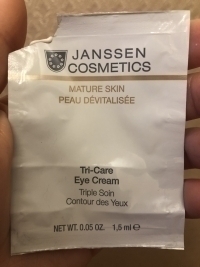 JANSSEN
COSMETICS
MATURE SKIN
PEAU DÉVITALISÉE
Tri-Care
Eye Cream
Triple Soin
Contour des Yeux
NET WT. 0.05 OZ. 1,5 ml ℮